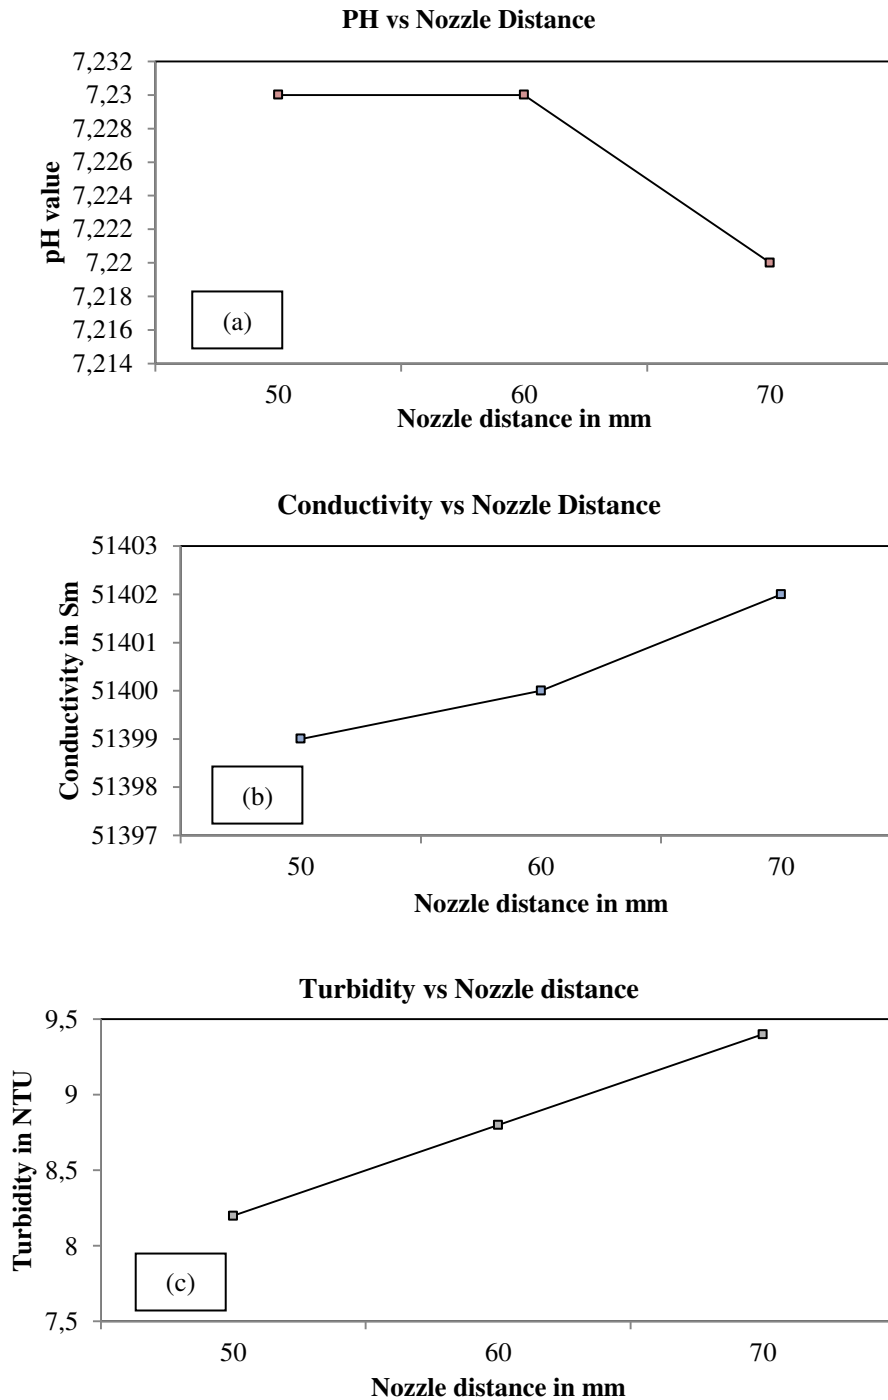 PH vs Nozzle Distance
7,232
7,23
7,228
7,226
7,224
7,222
7,22
7,218
7,216
7,214
pH value
(a)
50 60 70
Nozzle distance in mm
Conductivity vs Nozzle Distance
51403
51402
51401
51400
51399
51398
51397
Conductivity in Sm
(b)
50 60 70
Nozzle distance in mm
Turbidity vs Nozzle distance
9,5
9
8,5
8
7,5
Turbidity in NTU
(c)
50 60 70
Nozzle distance in mm